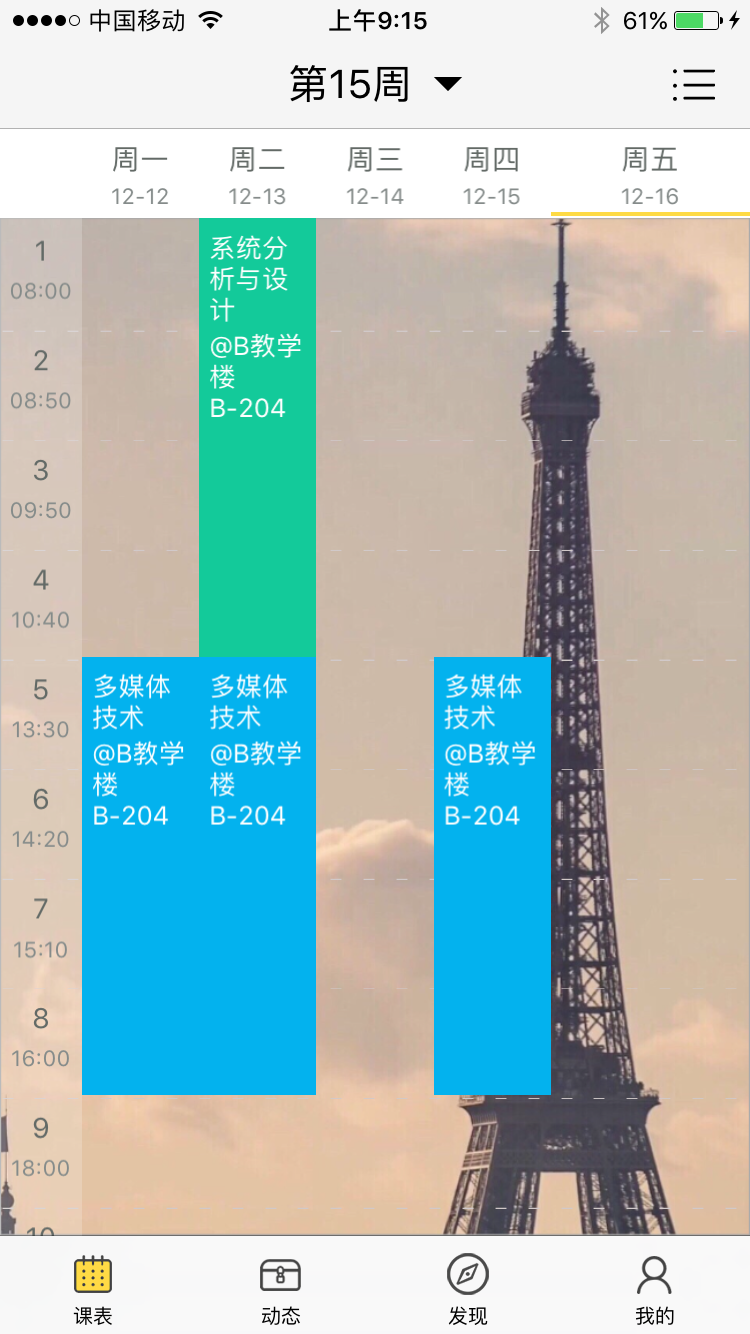 中国移动 上午9:15 61%
第15周
周一 周二 周三 周四 周五
12-12 12-13 12-14 12-15 12-16
1
08:00
2
08:50
3
09:50
4
10:40
5
13:30
6
14:20
7
15:10
8
16:00
9
18:00
10
系统分
析与设
计
@B教学
楼
B-204
多媒体
技术
@B教学
楼
B-204
多媒体
技术
@B教学
楼
B-204
多媒体
技术
@B教学
楼
B-204
课表 动态 发现 我的